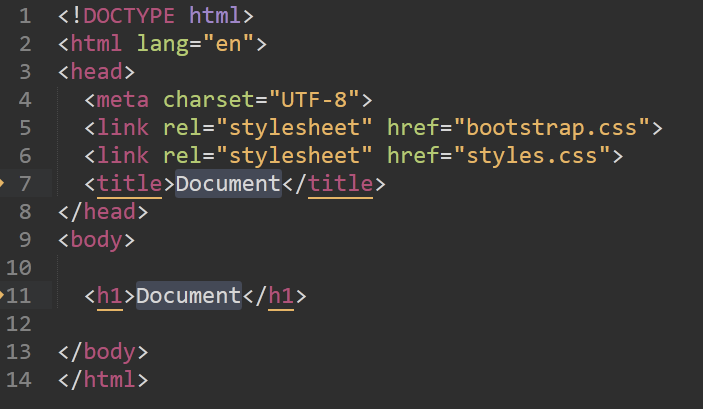 1 <!DOCTYPE html>
2 <html lang="en">
3 <head>
4   <meta charset="UTF-8">
5   <link rel="stylesheet" href="bootstrap.css">
6   <link rel="stylesheet" href="styles.css">
7   <title>Document</title>
8 </head>
9 <body>
10
11   <h1>Document</h1>
12
13 </body>
14 </html>